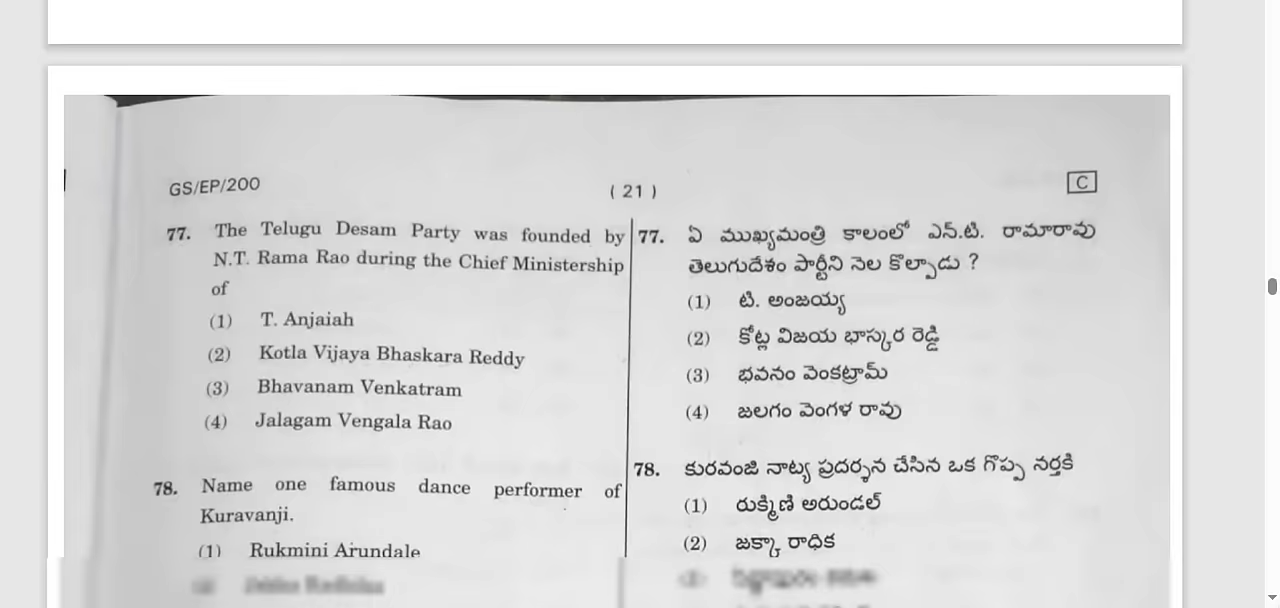 GS/EP/200
( 21 )
C
77. The Telugu Desam Party was founded by
N.T. Rama Rao during the Chief Ministership
of
(1) T. Anjaiah
(2) Kotla Vijaya Bhaskara Reddy
(3) Bhavanam Venkatram
(4) Jalagam Vengala Rao
78. Name one famous dance performer of
Kuravanji.
(1) Rukmini Arundale
77. ఏ ముఖ్యమంత్రి కాలంలో ఎన్.టి. రామారావు
తెలుగుదేశం పార్టీని నెల కొల్పాడు ?
(1) టి. అంజయ్య
(2) కోట్ల విజయ భాస్కర రెడ్డి
(3) భవనం వెంకట్రామ్
(4) జలగం వెంగళ రావు
78. కురవంజి నాట్య ప్రదర్శన చేసిన ఒక గొప్ప నర్తకి
(1) రుక్మిణి అరుండల్
(2) జక్కా రాధిక